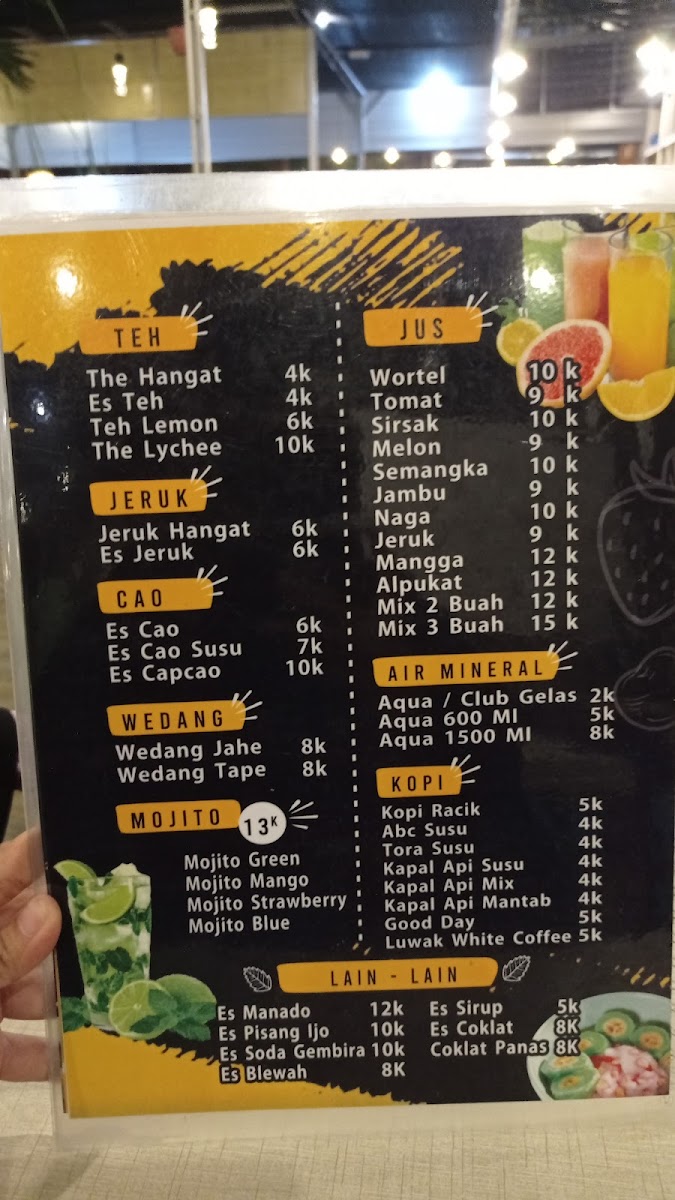 TEH
The Hangat 4k
Es Teh 4k
Teh Lemon 6k
The Lychee 10k
JERUK
Jeruk Hangat 6k
Es Jeruk 6k
CAO
Es Cao 6k
Es Cao Susu 7k
Es Capcao 10k
WEDANG
Wedang Jahe 8k
Wedang Tape 8k
MOJITO 13K
Mojito Green
Mojito Mango
Mojito Strawberry
Mojito Blue
JUS
Wortel 10 k
Tomat 9 k
Sirsak 10 k
Melon 9 k
Semangka 10 k
Jambu 9 k
Naga 10 k
Jeruk 9 k
Mangga 12 k
Alpukat 12 k
Mix 2 Buah 12 k
Mix 3 Buah 15 k
AIR MINERAL
Aqua / Club Gelas 2k
Aqua 600 Ml 5k
Aqua 1500 Ml 8k
KOPI
Kopi Racik 5k
Abc Susu 4k
Tora Susu 4k
Kapal Api Susu 4k
Kapal Api Mix 4k
Kapal Api Mantab 4k
Good Day 5k
Luwak White Coffee 5k
LAIN - LAIN
Es Manado 12k
Es Pisang Ijo 10k
Es Soda Gembira 10k
Es Blewah 8K
Es Sirup 5k
Es Coklat 8K
Coklat Panas 8K